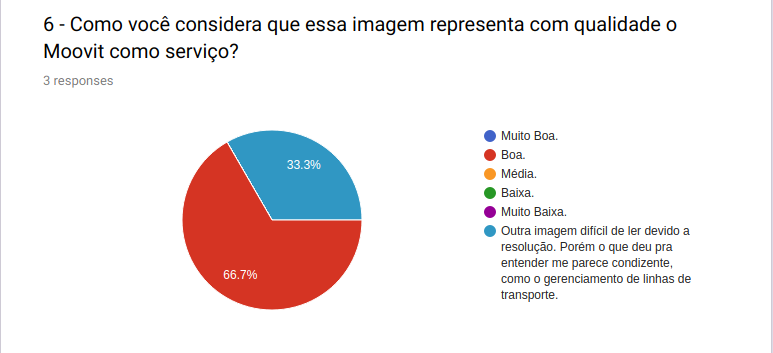 6 - Como você considera que essa imagem representa com qualidade o
Moovit como serviço?
3 responses
33.3%
66.7%
Muito Boa.
Boa.
Média.
Baixa.
Muito Baixa.
Outra imagem difícil de ler devido a
resolução. Porém o que deu pra
entender me parece condizente,
como o gerenciamento de linhas de
transporte.